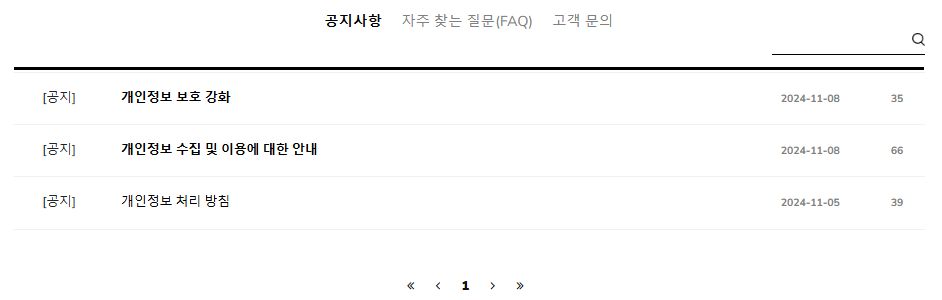 공지사항 자주 찾는 질문(FAQ) 고객 문의
[공지] 개인정보 보호 강화 2024-11-08 35
[공지] 개인정보 수집 및 이용에 대한 안내 2024-11-08 66
[공지] 개인정보 처리 방침 2024-11-05 39
« ‹ 1 › »